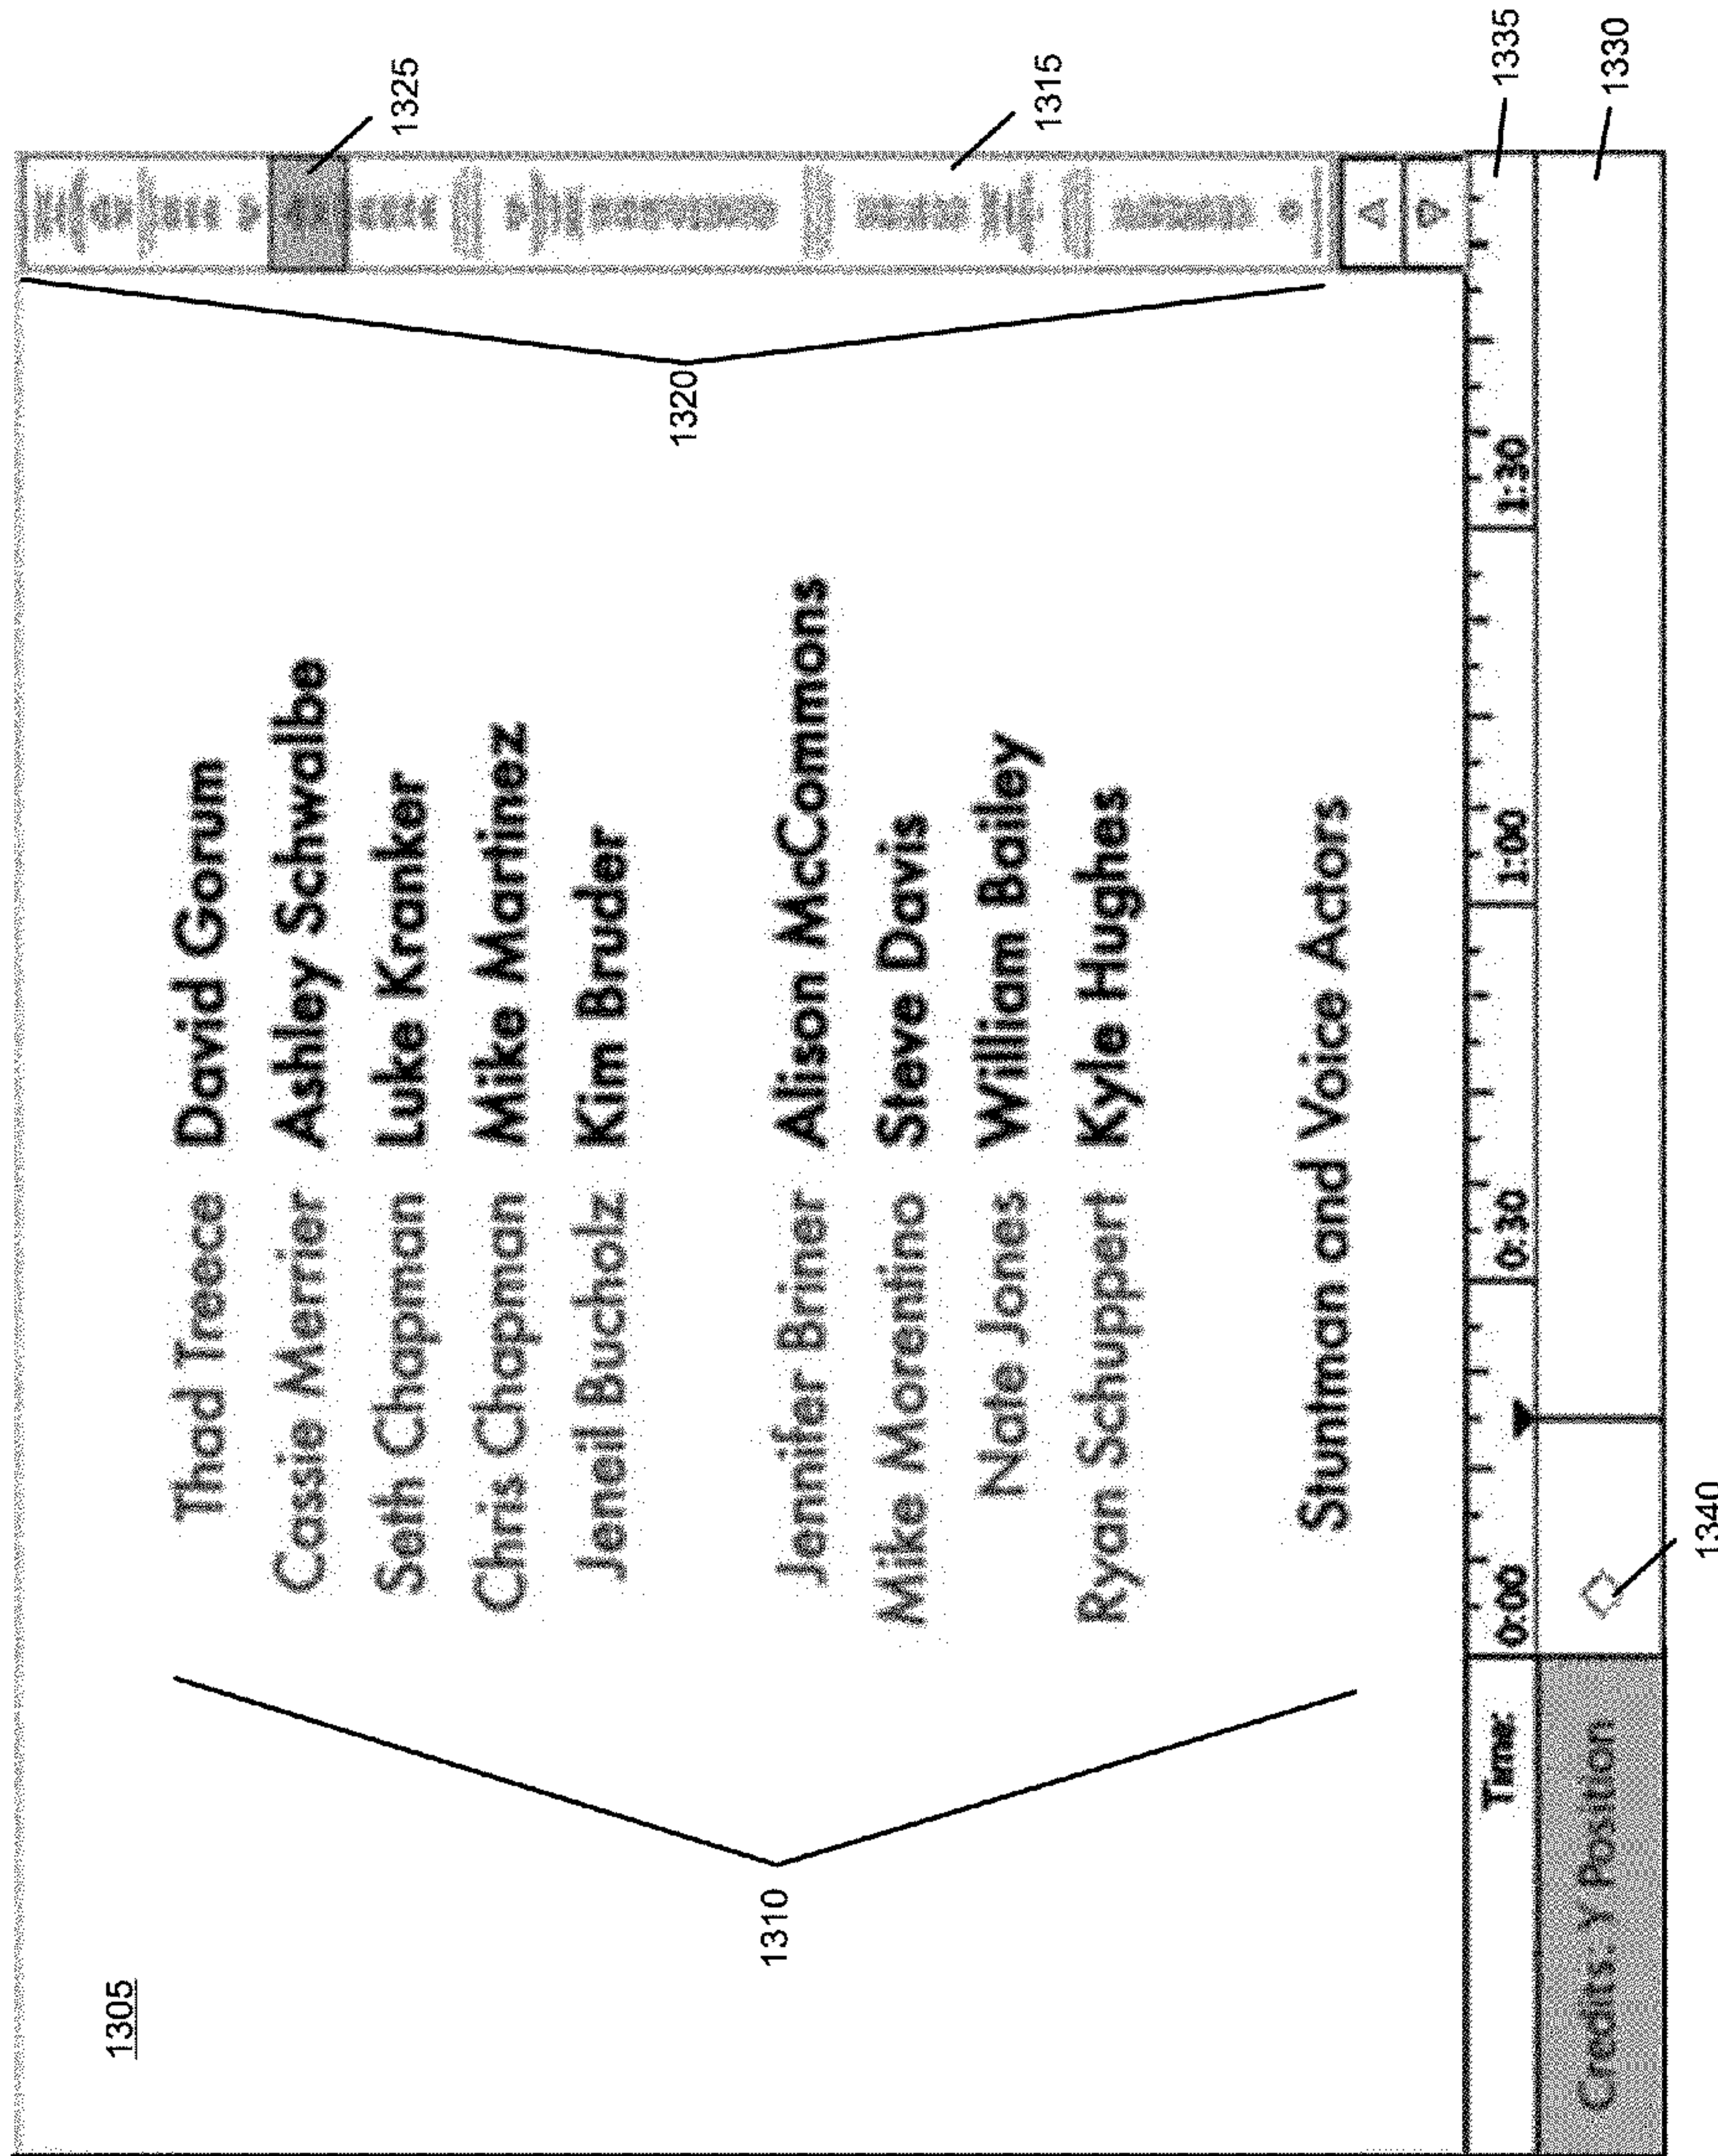 1305
Thad Treece David Gorum
Cassie Merrier Ashley Schwalbe
Seth Chapman Luke Kranker
Chris Chapman Mike Martinez
Jeneil Bucholz Kim Bruder
Jennifer Briner Alison McCommons
Mike Morentino Steve Davis
Nate Jones William Bailey
Ryan Schuppert Kyle Hughes
Stuntman and Voice Actors
1310
1320
1325
1315
Time: 0:00 0:30 1:00 1:30
1335
Credits: Y Position
1330
1340